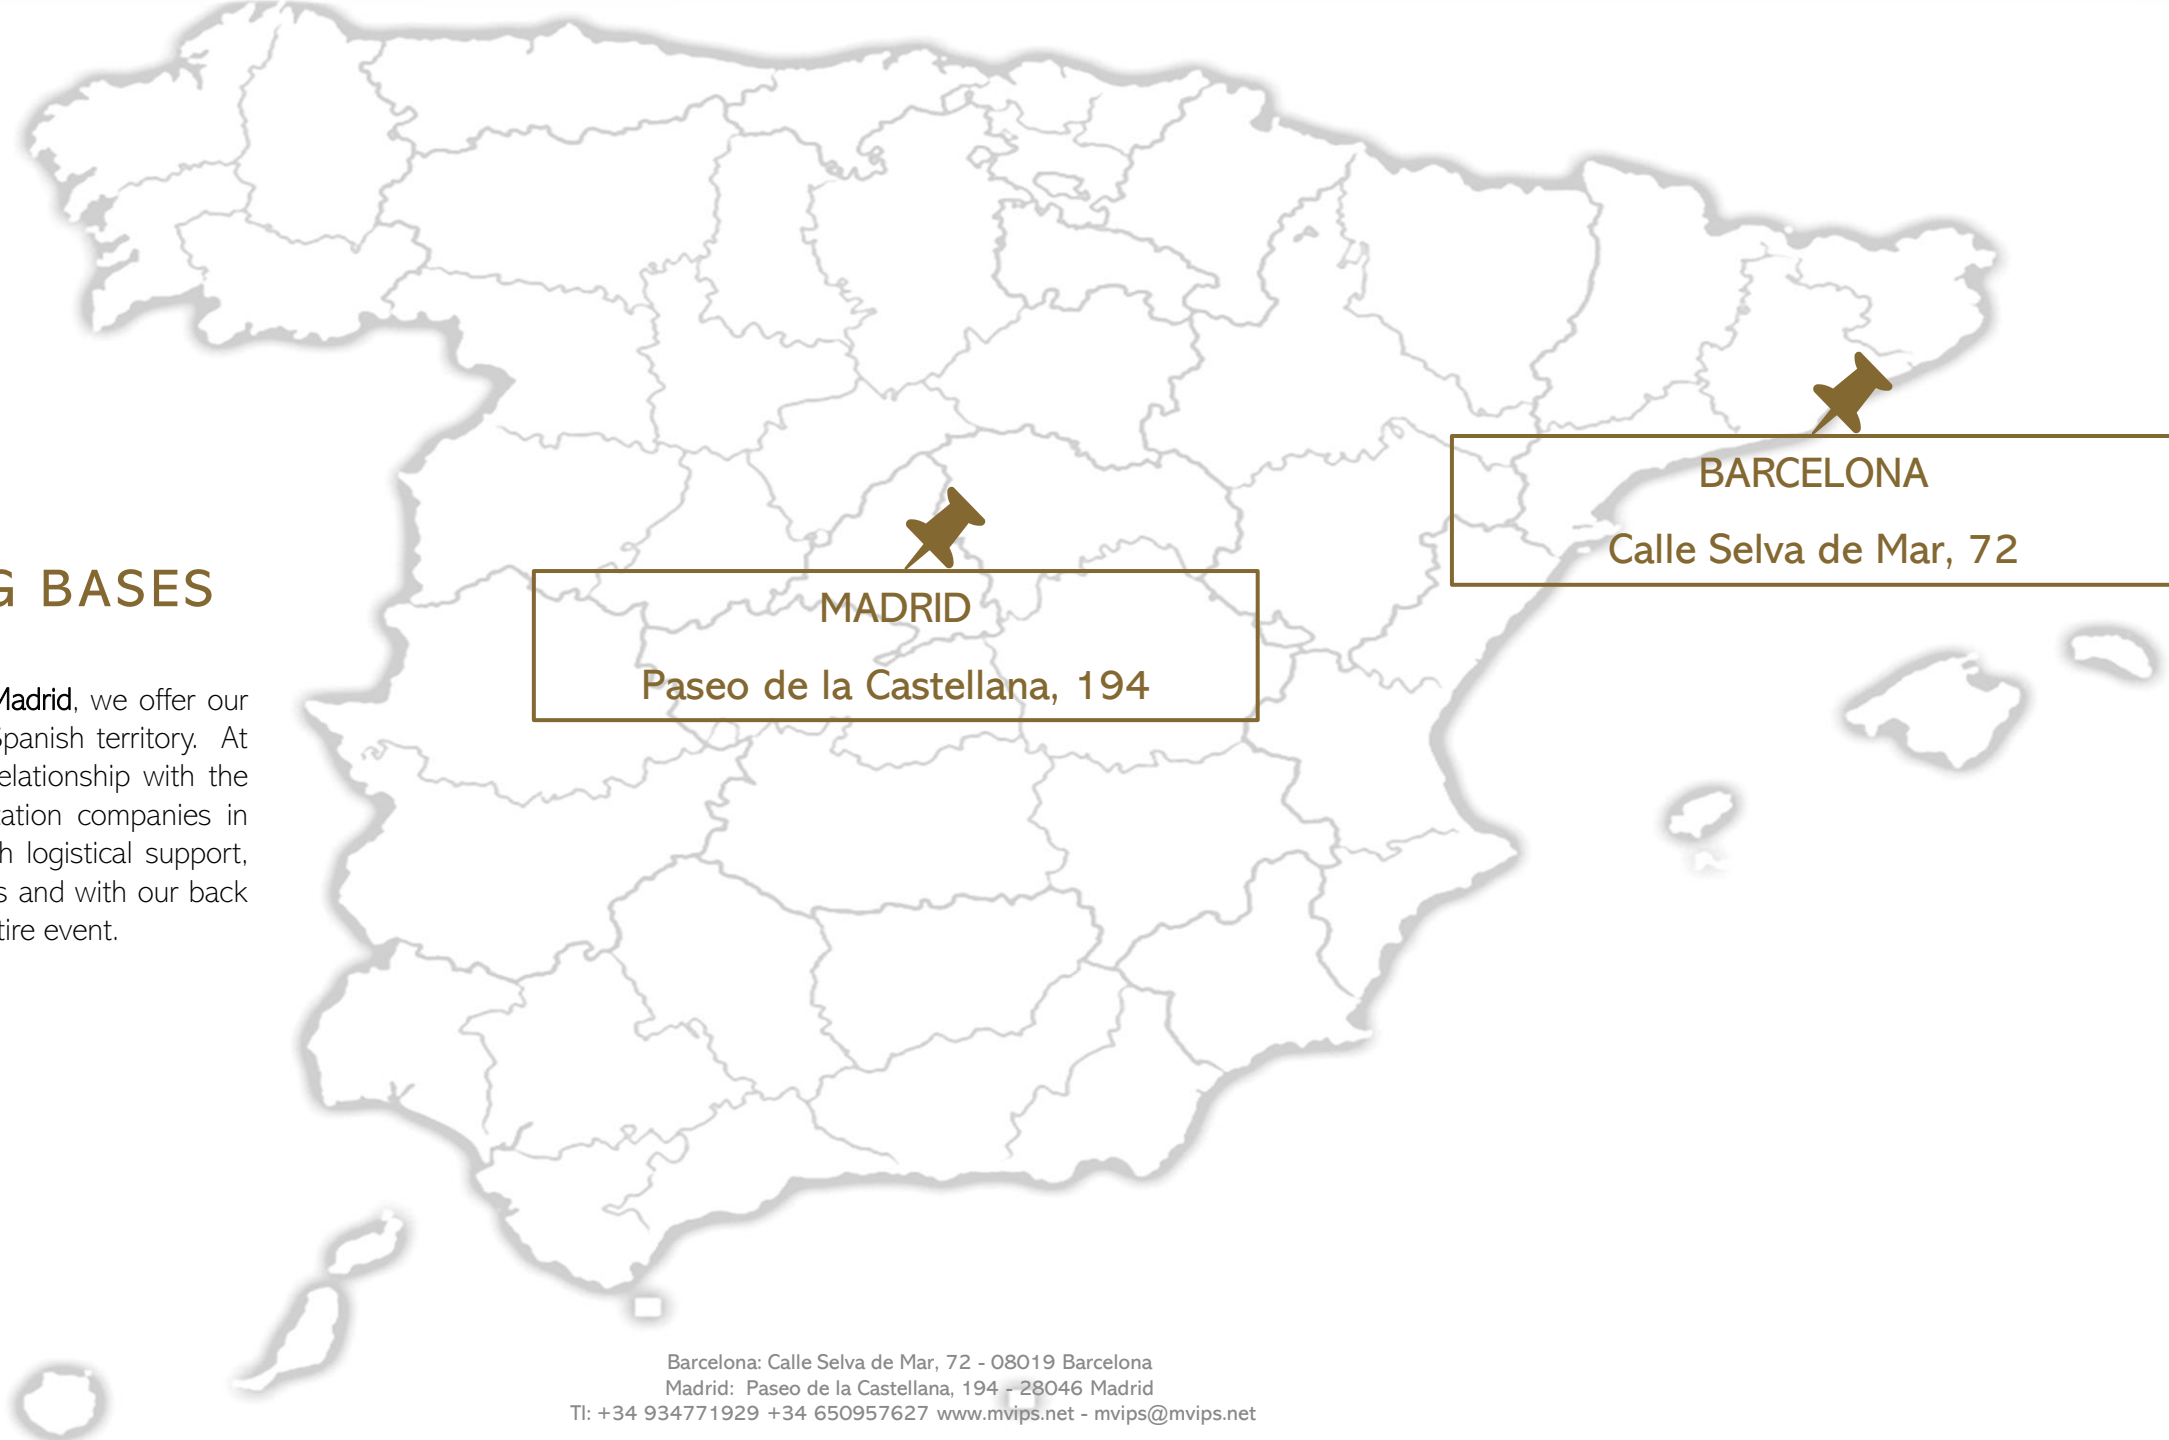 G BASES
Madrid, we offer our
Spanish territory. At
elationship with the
ation companies in
h logistical support,
s and with our back
tire event.
MADRID
Paseo de la Castellana, 194
BARCELONA
Calle Selva de Mar, 72
Barcelona: Calle Selva de Mar, 72 - 08019 Barcelona
Madrid: Paseo de la Castellana, 194 - 28046 Madrid
Tl: +34 934771929 +34 650957627 www.mvips.net - mvips@mvips.net